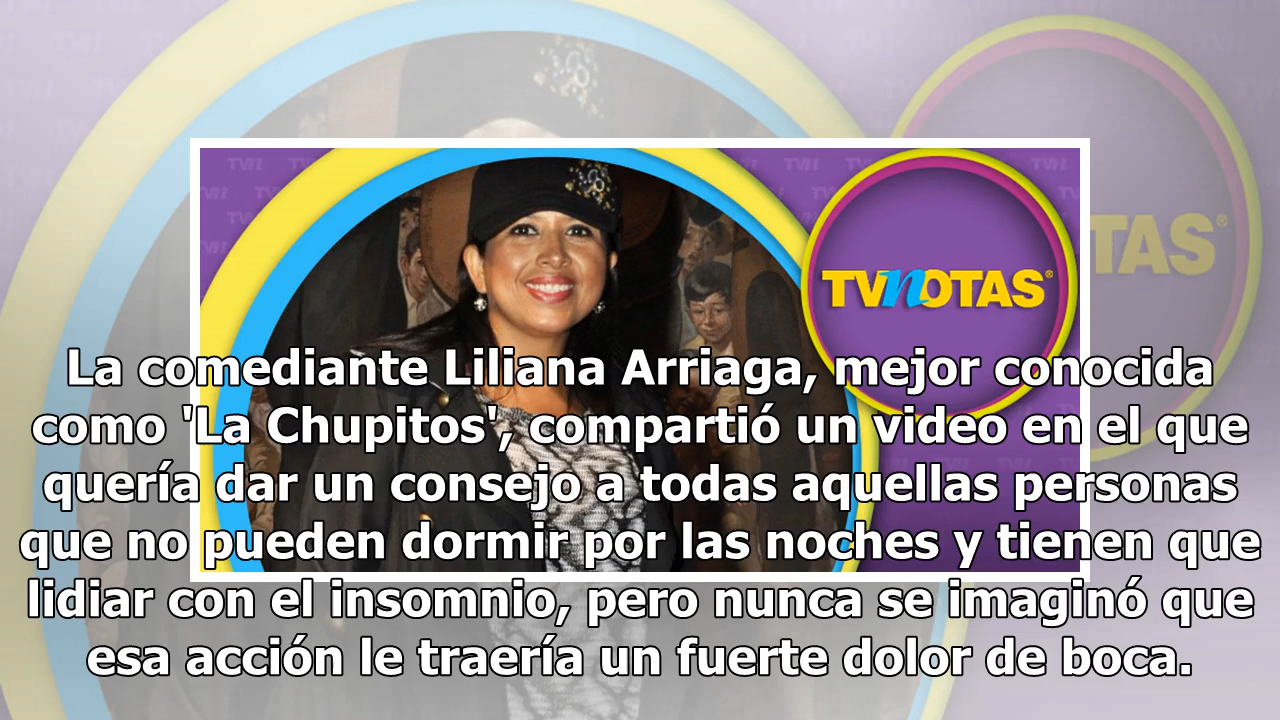 TVNOTAS®
TAS®
La comediante Liliana Arriaga, mejor conocida
como 'La Chupitos', compartió un video en el que
quería dar un consejo a todas aquellas personas
que no pueden dormir por las noches y tienen que
lidiar con el insomnio, pero nunca se imaginó que
esa acción le traería un fuerte dolor de boca.